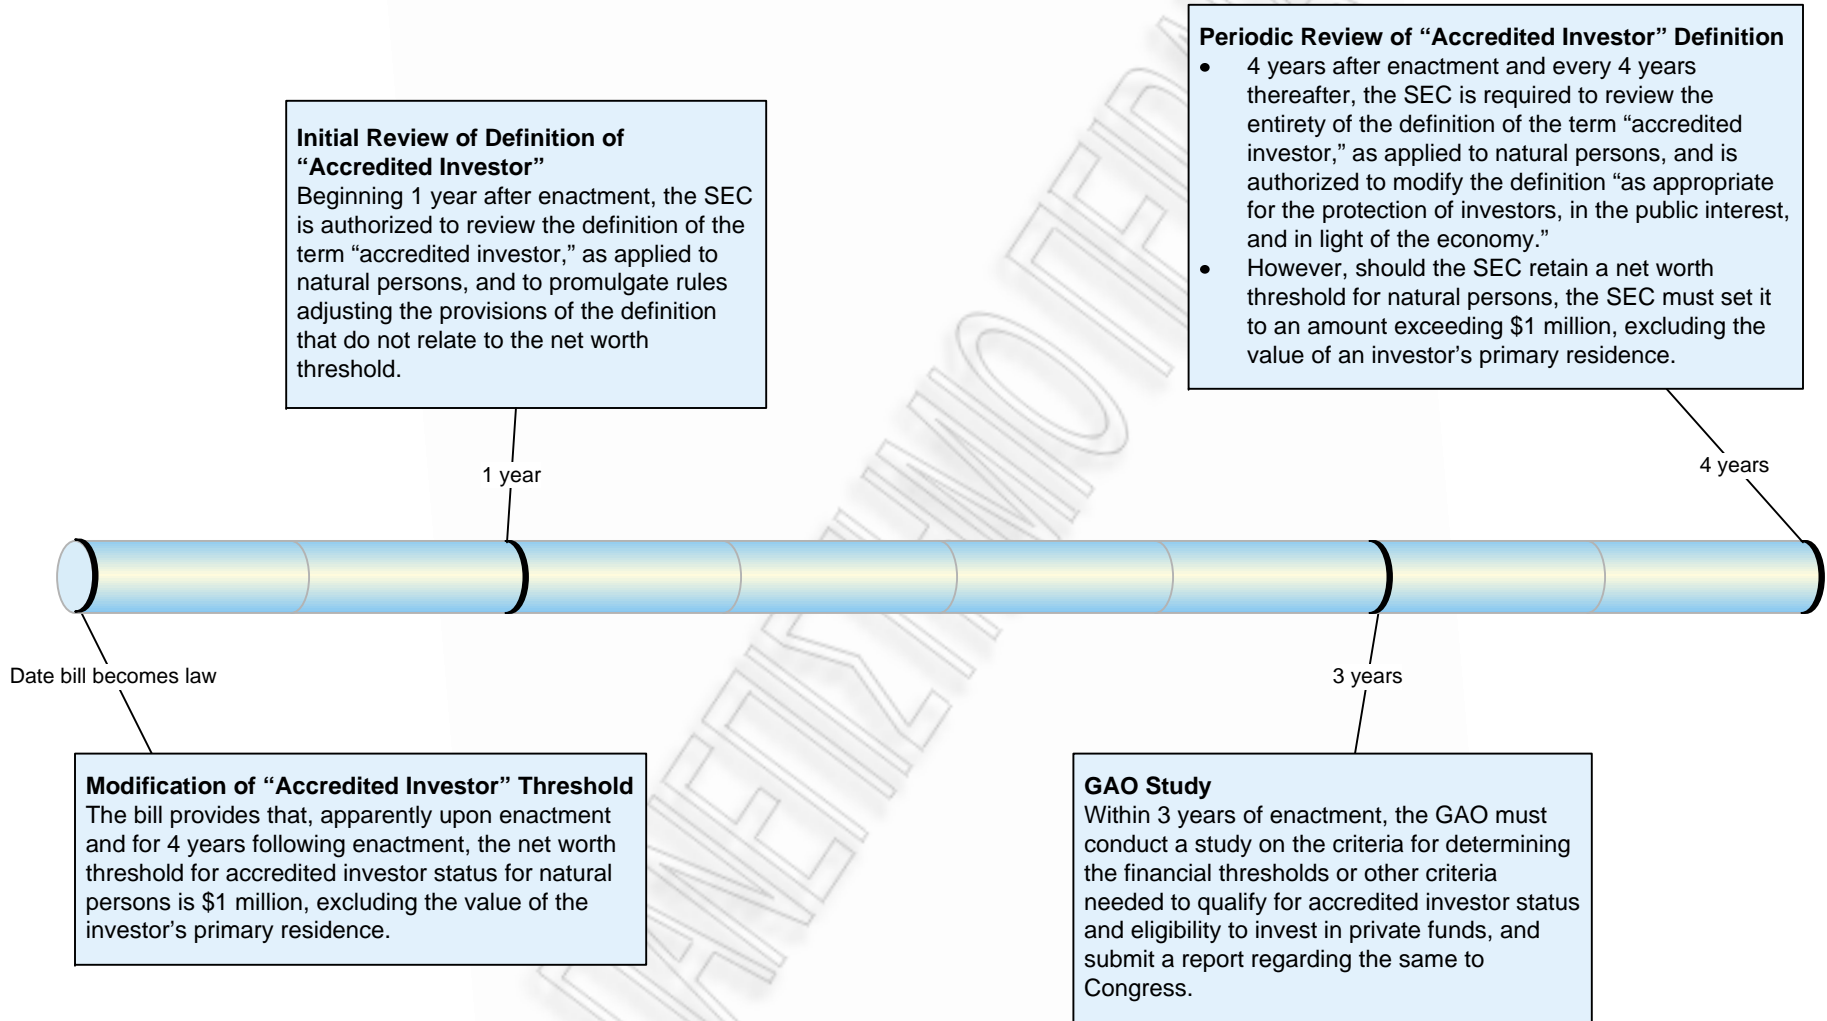 Periodic Review of “Accredited Investor” Definition
• 4 years after enactment and every 4 years
thereafter, the SEC is required to review the
entirety of the definition of the term “accredited
investor,” as applied to natural persons, and is
authorized to modify the definition “as appropriate
for the protection of investors, in the public interest,
and in light of the economy.”
• However, should the SEC retain a net worth
threshold for natural persons, the SEC must set it
to an amount exceeding $1 million, excluding the
value of an investor’s primary residence.
Initial Review of Definition of
“Accredited Investor”
Beginning 1 year after enactment, the SEC
is authorized to review the definition of the
term “accredited investor,” as applied to
natural persons, and to promulgate rules
adjusting the provisions of the definition
that do not relate to the net worth
threshold.
1 year
4 years
Date bill becomes law
3 years
Modification of “Accredited Investor” Threshold
The bill provides that, apparently upon enactment
and for 4 years following enactment, the net worth
threshold for accredited investor status for natural
persons is $1 million, excluding the value of the
investor’s primary residence.
GAO Study
Within 3 years of enactment, the GAO must
conduct a study on the criteria for determining
the financial thresholds or other criteria
needed to qualify for accredited investor status
and eligibility to invest in private funds, and
submit a report regarding the same to
Congress.